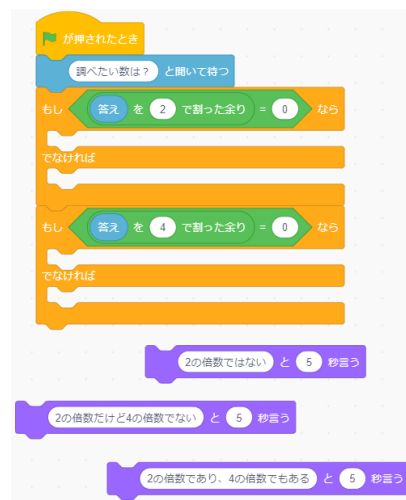 が押されたとき
調べたい数は? と聞いて待つ
もし 答え を 2 で割った余り = 0 なら
でなければ
もし 答え を 4 で割った余り = 0 なら
でなければ
2の倍数ではない と 5 秒言う
2の倍数だけど4の倍数でない と 5 秒言う
2の倍数であり、4の倍数でもある と 5 秒言う